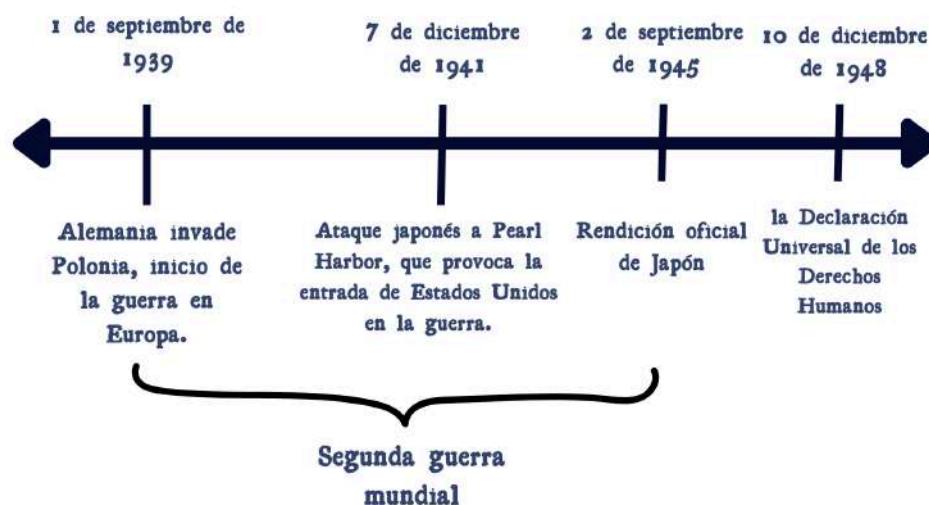 1 de septiembre de
1939
7 de diciembre
de 1941
2 de septiembre
de 1945
10 de diciembre
de 1948
Alemania invade
Polonia, inicio de
la guerra en
Europa.
Ataque japonés a Pearl
Harbor, que provoca la
entrada de Estados Unidos
en la guerra.
Rendición oficial
de Japón
la Declaración
Universal de los
Derechos
Humanos
Segunda guerra
mundial